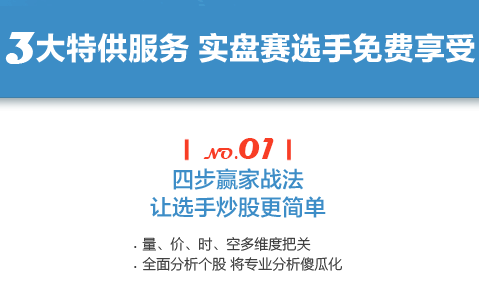 3大特供服务 实盘赛选手免费享受
NO.01
四步赢家战法
让选手炒股更简单
· 量、价、时、空多维度把关
· 全面分析个股 将专业分析傻瓜化